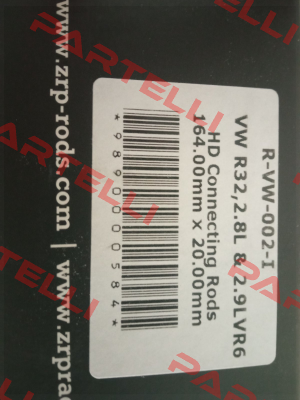 R-VW-002-I
VW R32,2.8L & 2.9LVR6
HD Connecting Rods
164.00mm x 20.00mm
*9890000584*
www.zrp-rods.com | www.zrprac
PARTELLI
PARTELLI
PARTELLI